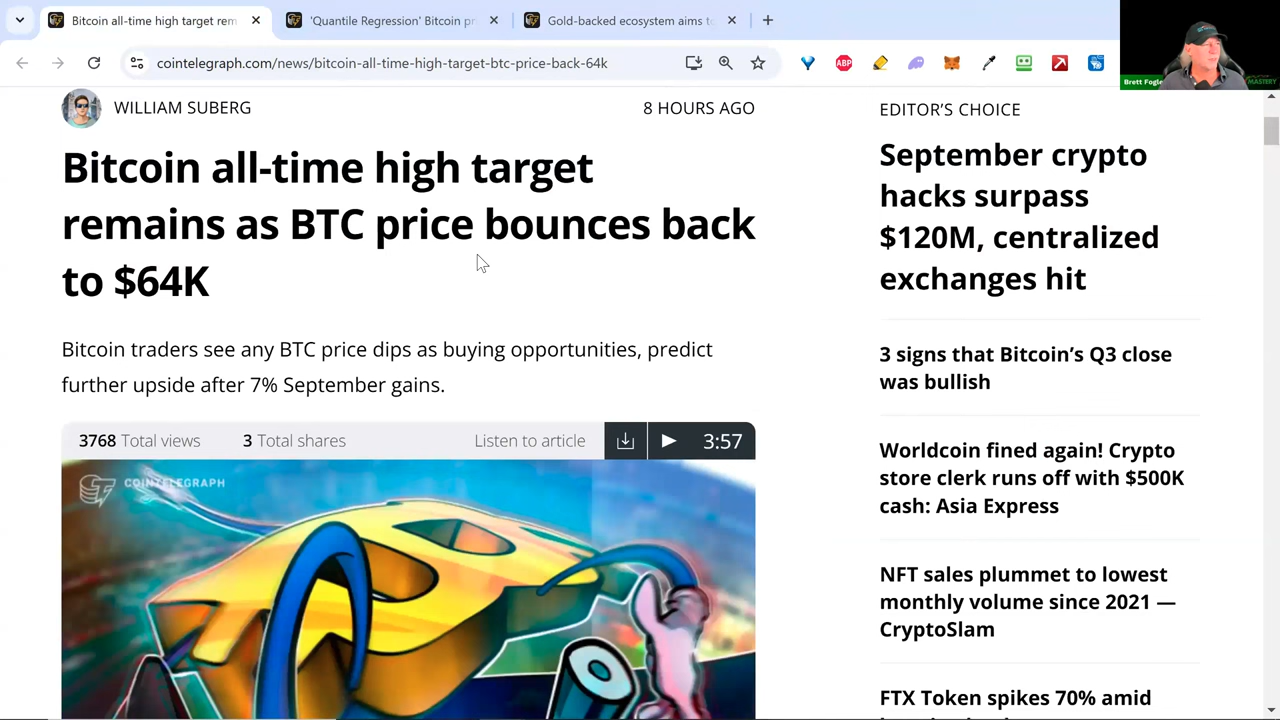 Bitcoin all-time high target rem
'Quantile Regression' Bitcoin pr
Gold-backed ecosystem aims to
cointelegraph.com/news/bitcoin-all-time-high-target-btc-price-back-64k
ABP
Brett Fogle
MASTERY
WILLIAM SUBERG
8 HOURS AGO
Bitcoin all-time high target
remains as BTC price bounces back
to $64K
Bitcoin traders see any BTC price dips as buying opportunities, predict
further upside after 7% September gains.
3768 Total views
3 Total shares
Listen to article
3:57
COINTELEGRAPH
EDITOR'S CHOICE
September crypto
hacks surpass
$120M, centralized
exchanges hit
3 signs that Bitcoin's Q3 close
was bullish
Worldcoin fined again! Crypto
store clerk runs off with $500K
cash: Asia Express
NFT sales plummet to lowest
monthly volume since 2021 —
CryptoSlam
FTX Token spikes 70% amid